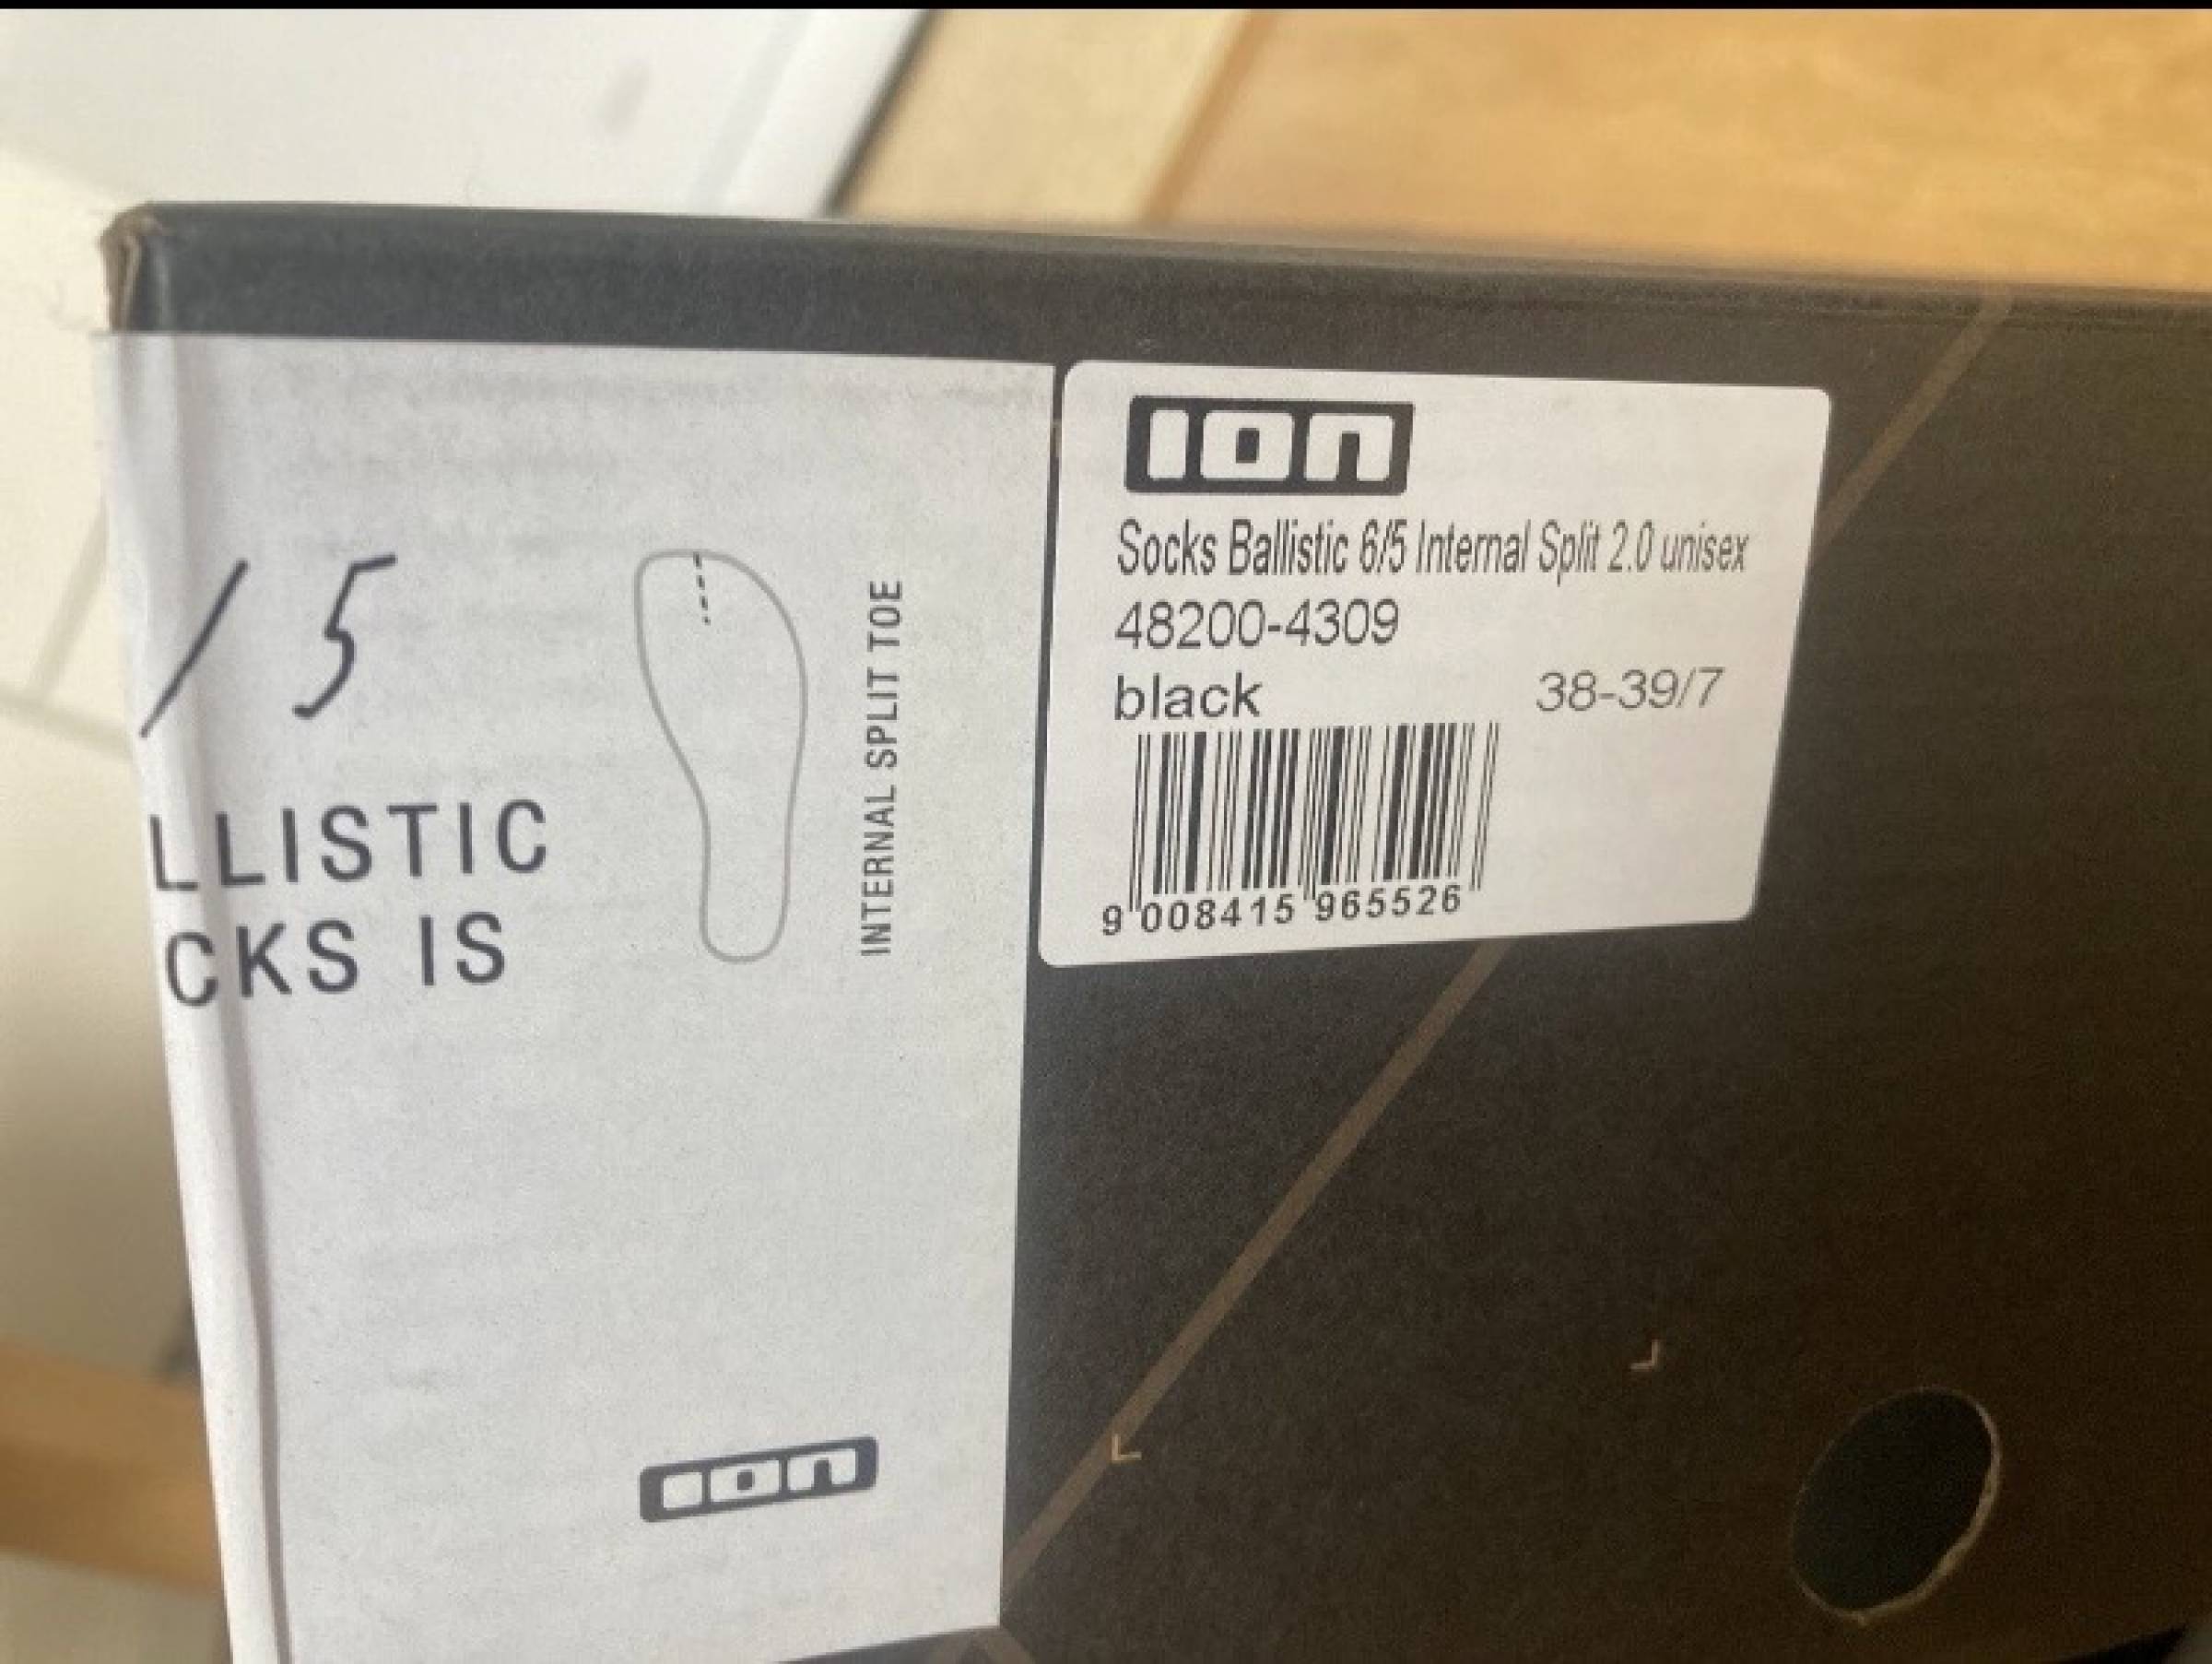 /5
LLISTIC
CKS IS
INTERNAL SPLIT TOE
ion
ion
Socks Ballistic 6/5 Internal Split 2.0 unisex
48200-4309
black 38-39/7
9 008415 965526